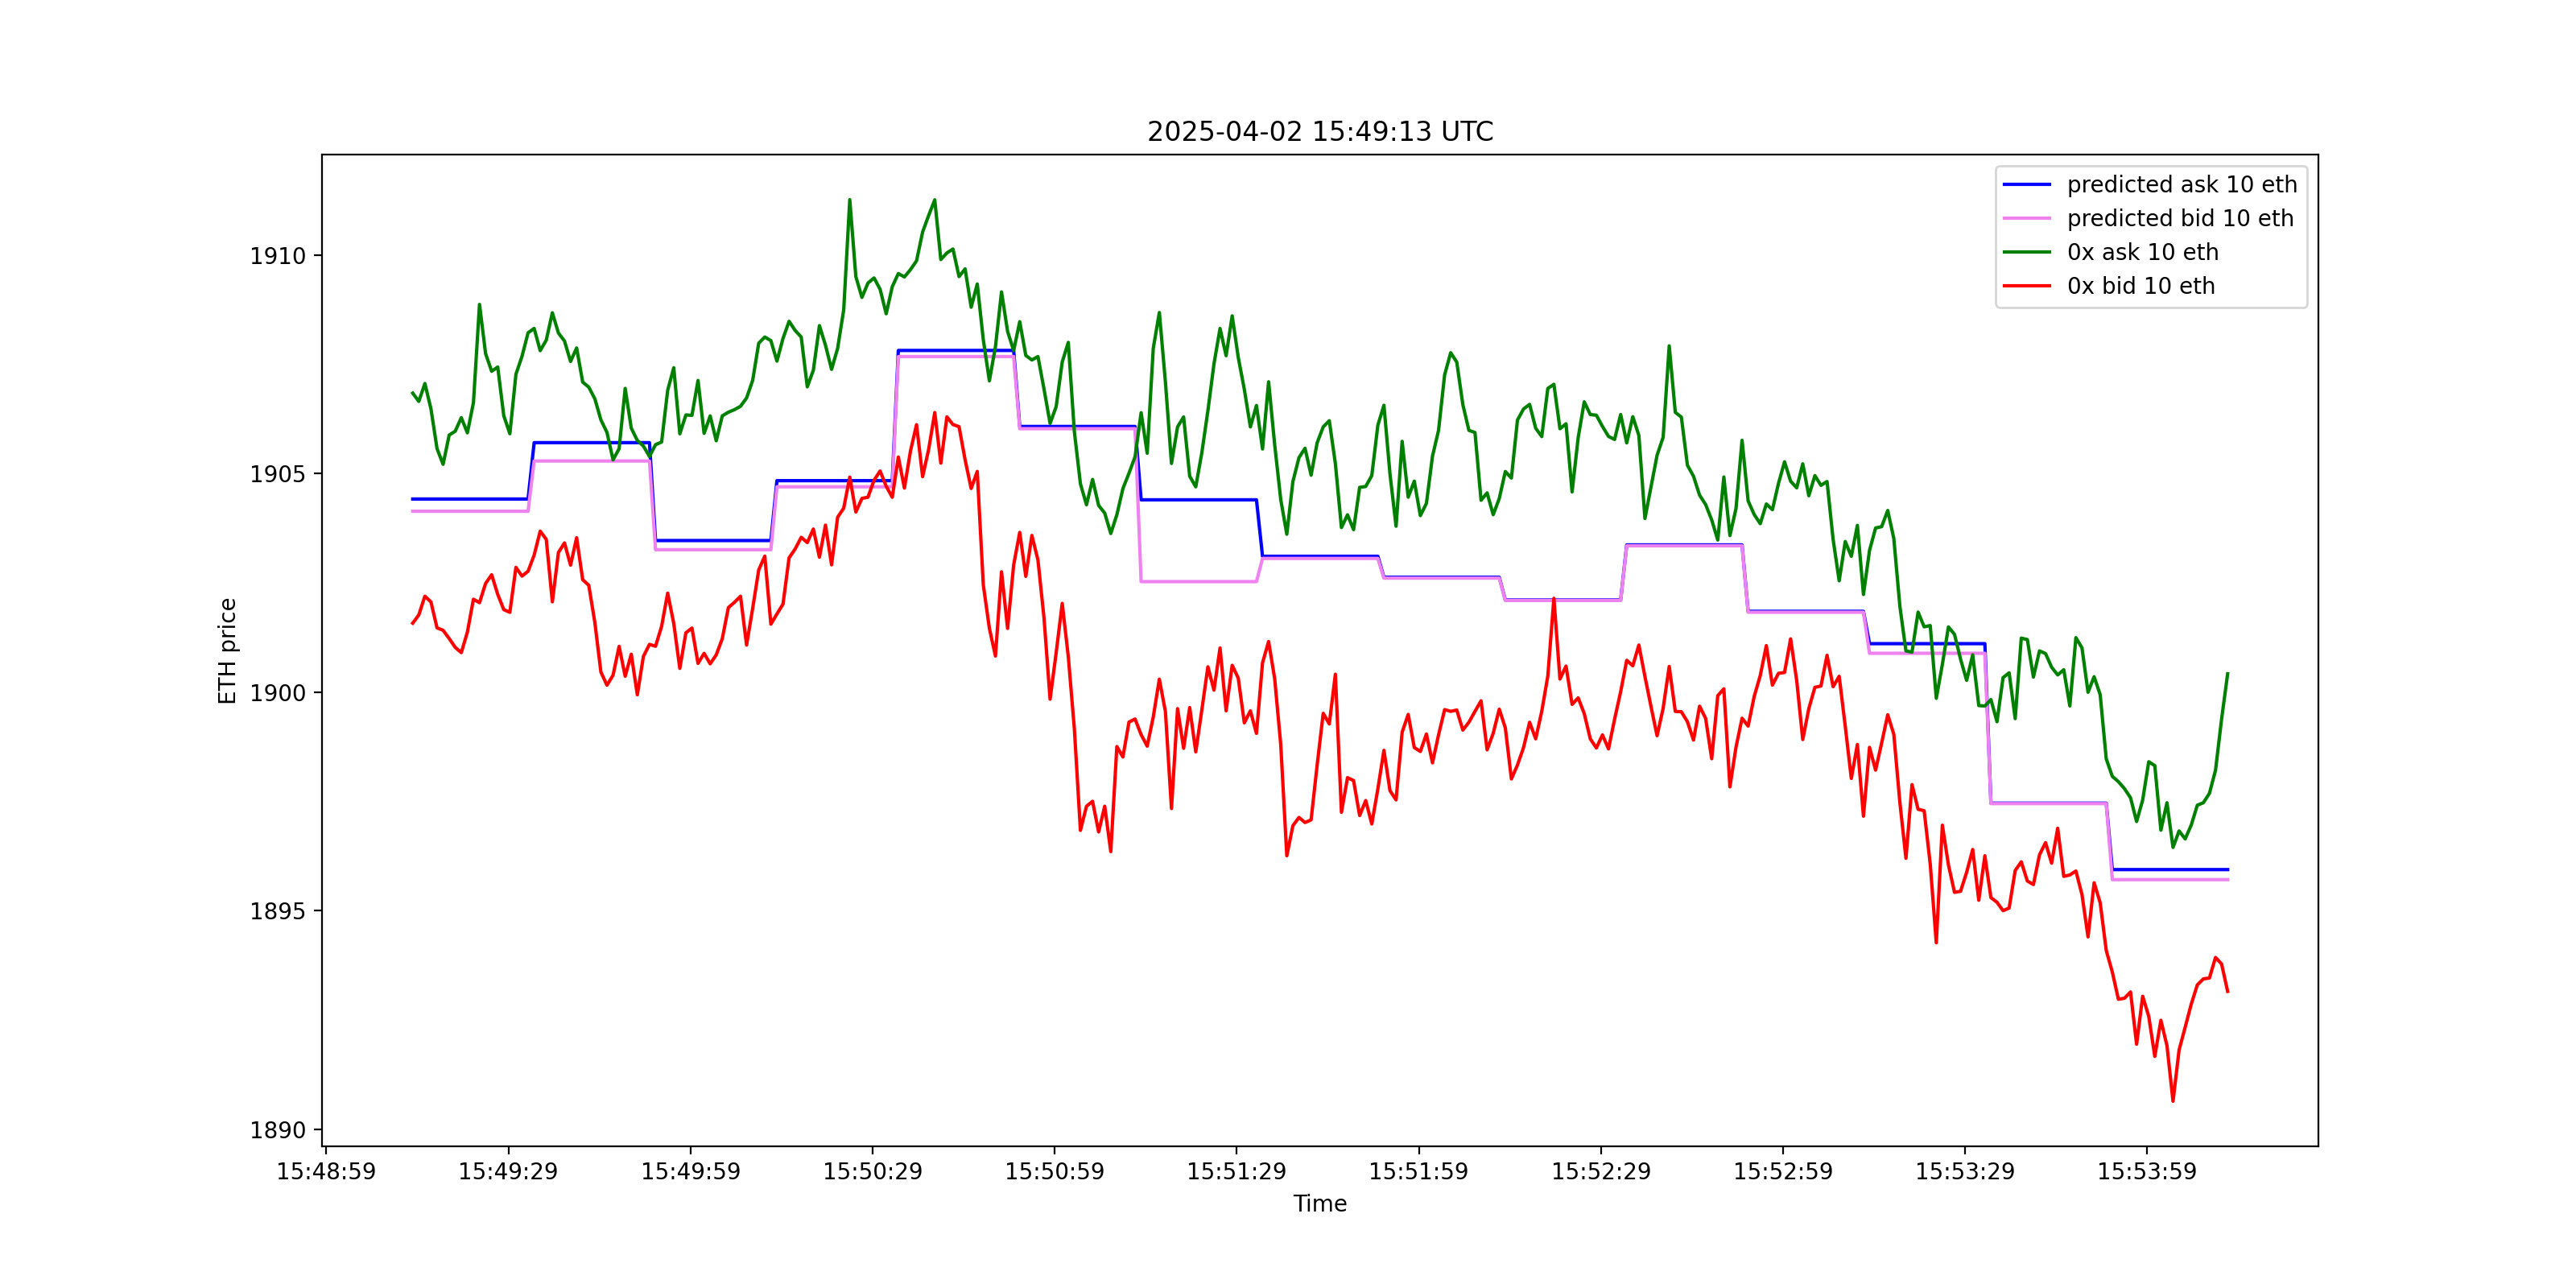 2025-04-02 15:49:13 UTC
predicted ask 10 eth
predicted bid 10 eth
0x ask 10 eth
0x bid 10 eth
ETH price
1910
1905
1900
1895
1890
15:48:59 15:49:29 15:49:59 15:50:29 15:50:59 15:51:29 15:51:59 15:52:29 15:52:59 15:53:29 15:53:59
Time